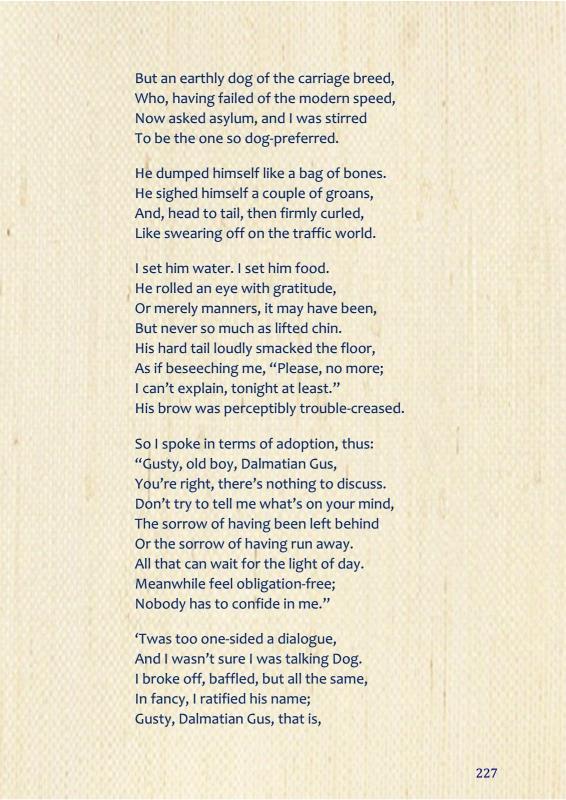 But an earthly dog of the carriage breed,
Who, having failed of the modern speed,
Now asked asylum, and I was stirred
To be the one so dog-preferred.
He dumped himself like a bag of bones.
He sighed himself a couple of groans,
And, head to tail, then firmly curled,
Like swearing off on the traffic world.
I set him water. I set him food.
He rolled an eye with gratitude,
Or merely manners, it may have been,
But never so much as lifted chin.
His hard tail loudly smacked the floor,
As if beseeching me, “Please, no more;
I can’t explain, tonight at least.”
His brow was perceptibly trouble-creased.
So I spoke in terms of adoption, thus:
“Gusty, old boy, Dalmatian Gus,
You’re right, there’s nothing to discuss.
Don’t try to tell me what’s on your mind,
The sorrow of having been left behind
Or the sorrow of having run away.
All that can wait for the light of day.
Meanwhile feel obligation-free;
Nobody has to confide in me.”
‘Twas too one-sided a dialogue,
And I wasn’t sure I was talking Dog.
I broke off, baffled, but all the same,
In fancy, I ratified his name;
Gusty, Dalmatian Gus, that is,
227